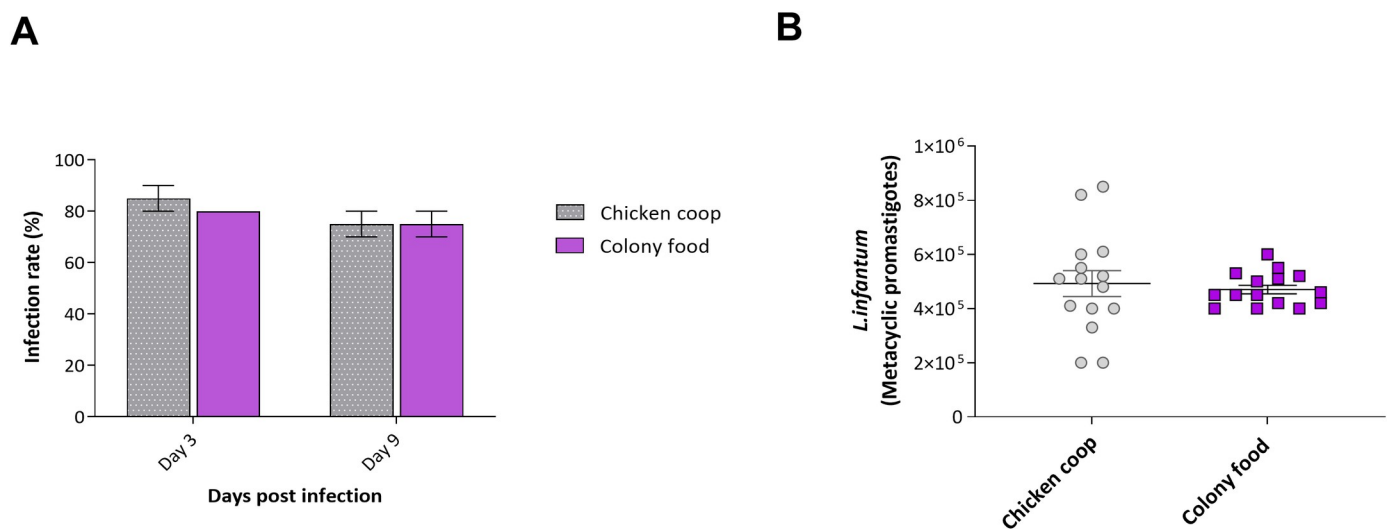 A
100
80
60
40
20
0
Infection rate (%)
Day 3
Day 9
Days post infection
Chicken coop
Colony food
B
1×10⁶
8×10⁵
6×10⁵
4×10⁵
2×10⁵
0
L.infantum
(Metacyclic promastigotes)
Chicken coop
Colony food